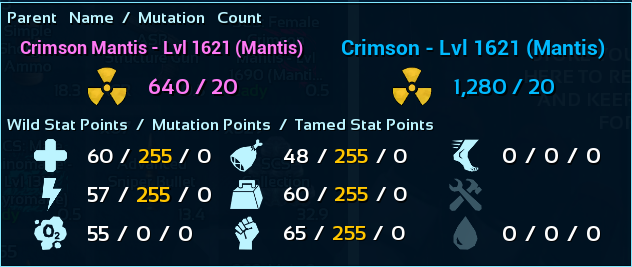 Parent Name / Mutation Count
Crimson Mantis - Lvl 1621 (Mantis) Crimson - Lvl 1621 (Mantis)
640 / 20 1,280 / 20
Wild Stat Points / Mutation Points / Tamed Stat Points
60 / 255 / 0 48 / 255 / 0 0 / 0 / 0
57 / 255 / 0 60 / 255 / 0
O2 55 / 0 / 0 65 / 255 / 0 0 / 0 / 0